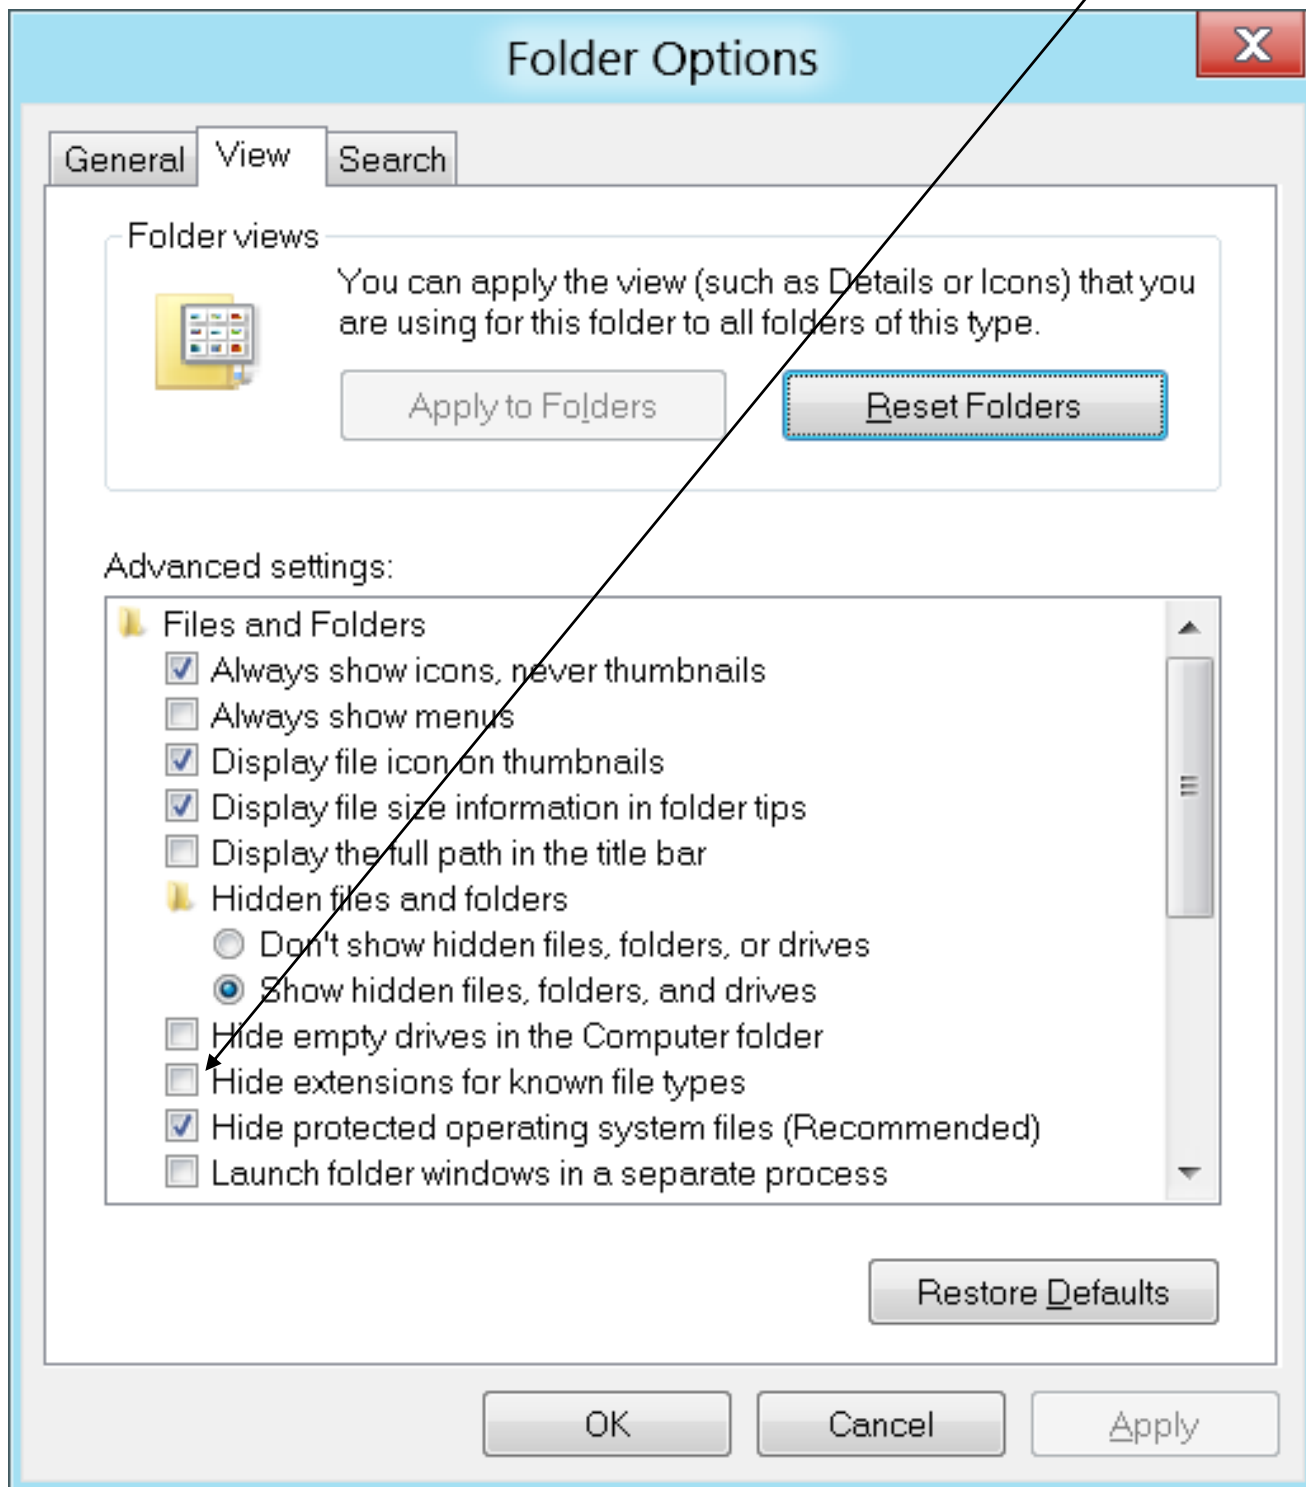 Folder Options
X
General View Search
Folder views
You can apply the view (such as Details or Icons) that you
are using for this folder to all folders of this type.
Apply to Folders Reset Folders
Advanced settings:
Files and Folders
Always show icons, never thumbnails
Always show menus
Display file icon on thumbnails
Display file size information in folder tips
Display the full path in the title bar
Hidden files and folders
Don't show hidden files, folders, or drives
Show hidden files, folders, and drives
Hide empty drives in the Computer folder
Hide extensions for known file types
Hide protected operating system files (Recommended)
Launch folder windows in a separate process
Restore Defaults
OK Cancel Apply